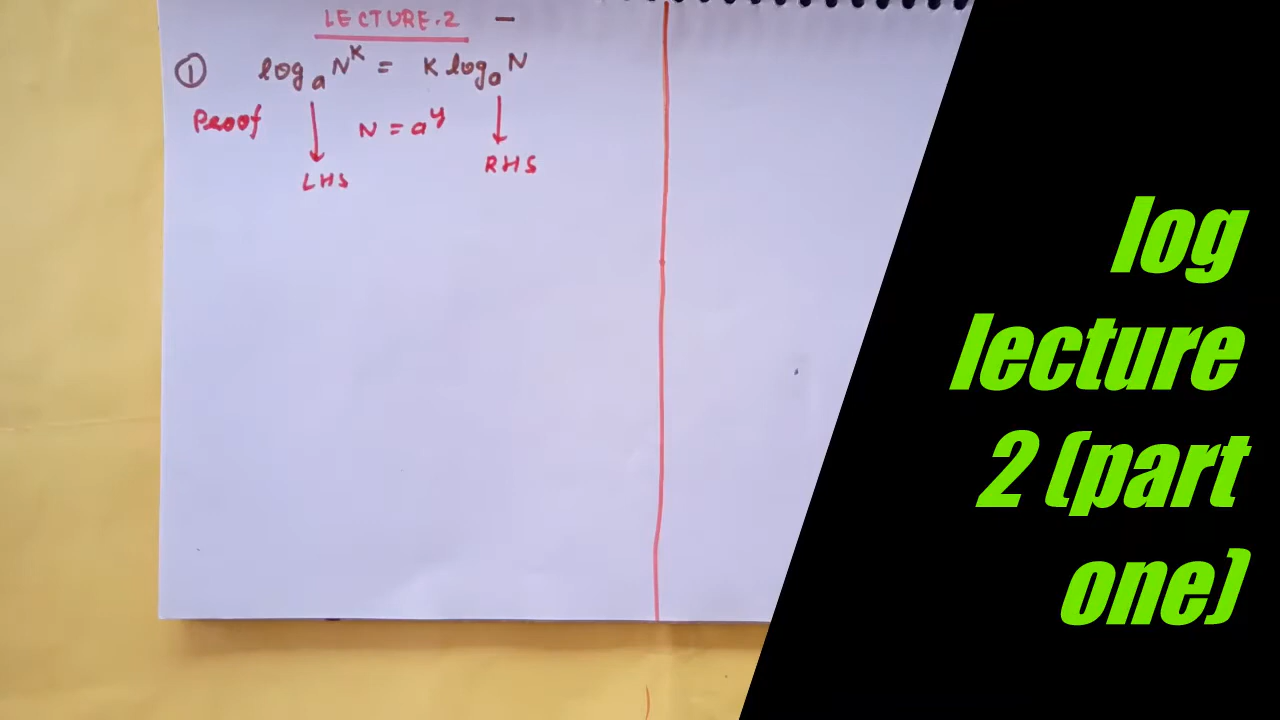 LECTURE.2 —
① log_a N^K = K log_a N
Proof N = a^y
LHS RHS
log
lecture
2 (part
one)